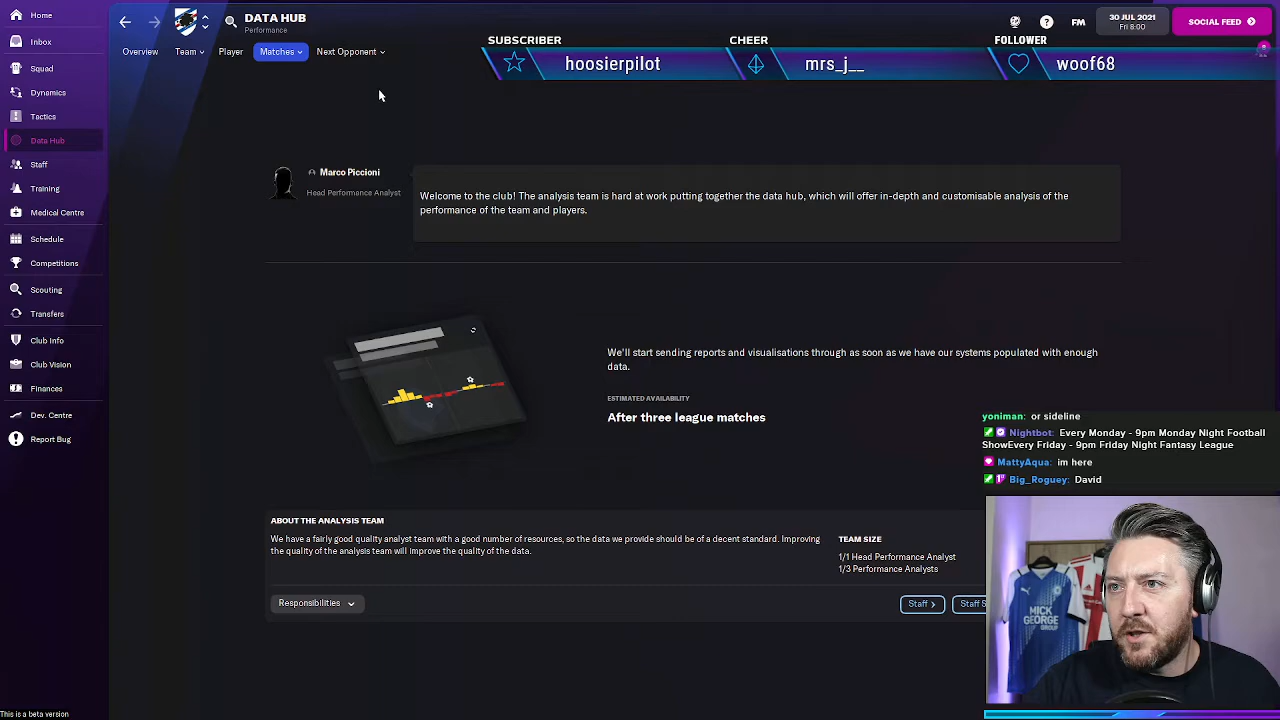 Home
DATA HUB
Performance
FM
30 JUL 2021
Fri 8:00
SOCIAL FEED
Inbox
Overview
Team
Player
Matches
Next Opponent
SUBSCRIBER
hoosierpilot
CHEER
mrs_j__
FOLLOWER
woof68
Squad
Dynamics
Tactics
Data Hub
Staff
Training
Medical Centre
Schedule
Competitions
Scouting
Transfers
Club Info
Club Vision
Finances
Dev. Centre
Report Bug
This is a beta version
Marco Piccioni
Head Performance Analyst
Welcome to the club! The analysis team is hard at work putting together the data hub, which will offer in-depth and customisable analysis of the
performance of the team and players.
We'll start sending reports and visualisations through as soon as we have our systems populated with enough
data.
ESTIMATED AVAILABILITY
After three league matches
ABOUT THE ANALYSIS TEAM
We have a fairly good quality analyst team with a good number of resources, so the data we provide should be of a decent standard. Improving
the quality of the analysis team will improve the quality of the data.
TEAM SIZE
1/1 Head Performance Analyst
1/3 Performance Analysts
Responsibilities
Staff
Staff S
yoniman: or sideline
Nightbot: Every Monday - 9pm Monday Night Football
ShowEvery Friday - 9pm Friday Night Fantasy League
MattyAqua: im here
Big_Roguey: David
MICK
GEORGE
GROUP